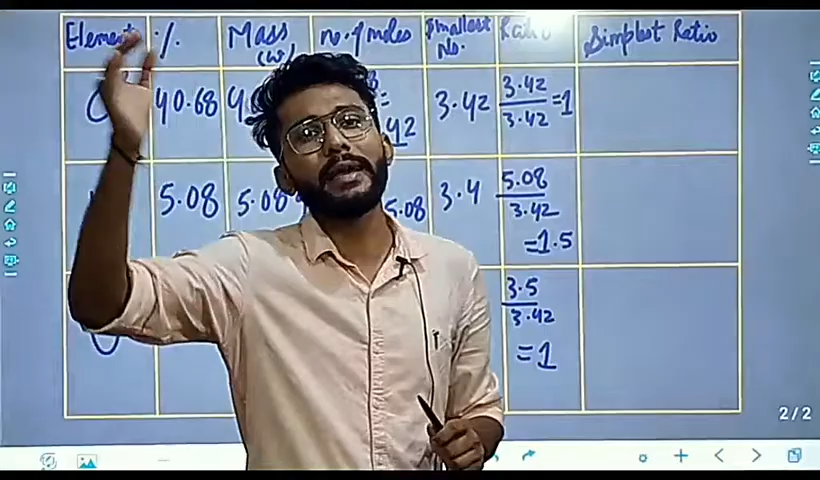 Element % Mass no. of moles Smallest Ratio Simplest Ratio
(w) No.
C 40.68 3.42 3.42
3.42 =1
5.08 5.08 5.08 3.4 5.08
3.42
=1.5
3.5
3.42
=1
2/2